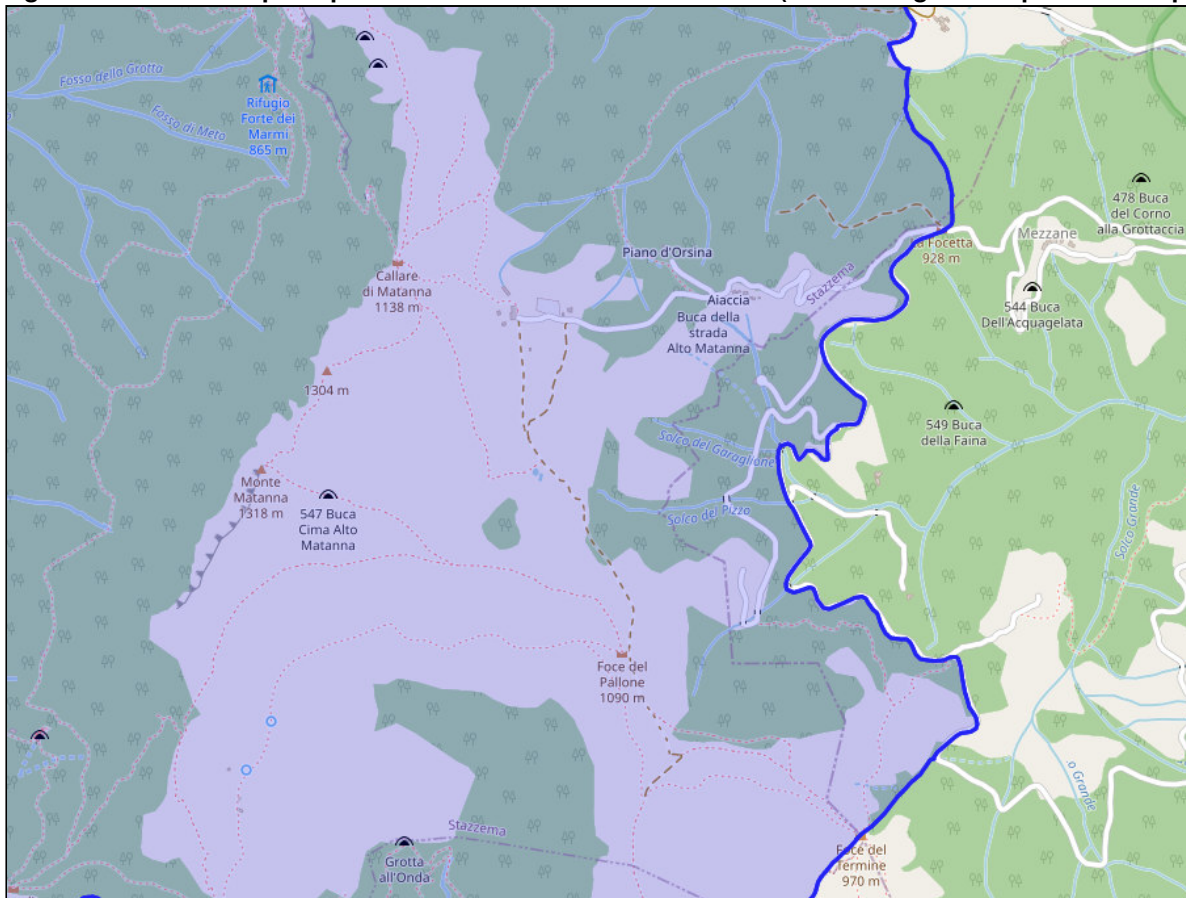 Fosso della Grotta
Rifugio
Forte dei
Marmi
865 m
Fosso di Meto
478 Buca
del Corno
alla Grottaccia
Mezzane
Focetta
928 m
Piano d'Orsina
Stazzema
Callare
di Matanna
1138 m
Aiaccia
Buca della
strada
Alto Matanna
544 Buca
Dell'Acquagelata
1304 m
549 Buca
della Faina
Solco del Garaglione
Monte
Matanna
1318 m
547 Buca
Cima Alto
Matanna
Solco del Pizzo
Solco Grande
Foce del
Pallone
1090 m
o Grande
Stazzema
Grotta
all'Onda
Foce del
Termine
970 m